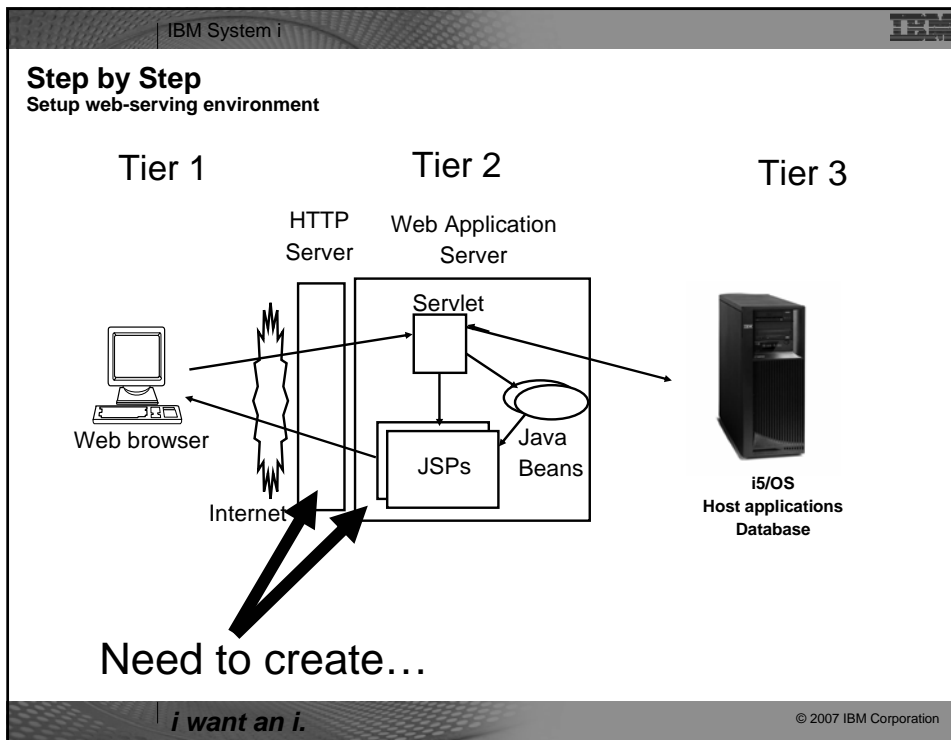 IBM System i
IBM
Step by Step
Setup web-serving environment
Tier 1
Tier 2
Tier 3
HTTP
Server
Web Application
Server
Servlet
Web browser
Internet
JSPs
Java
Beans
i5/OS
Host applications
Database
Need to create…
i want an i.
© 2007 IBM Corporation